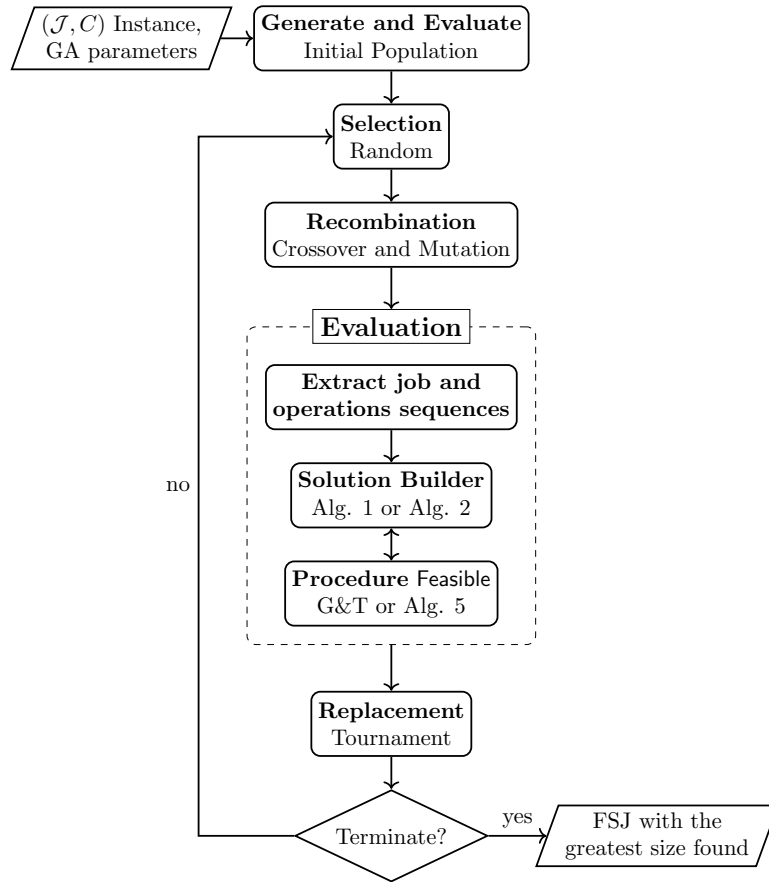 (𝒥, C) Instance,
GA parameters
Generate and Evaluate
Initial Population
Selection
Random
Recombination
Crossover and Mutation
Evaluation
Extract job and
operations sequences
no
Solution Builder
Alg. 1 or Alg. 2
Procedure Feasible
G&T or Alg. 5
Replacement
Tournament
Terminate?
yes
FSJ with the
greatest size found